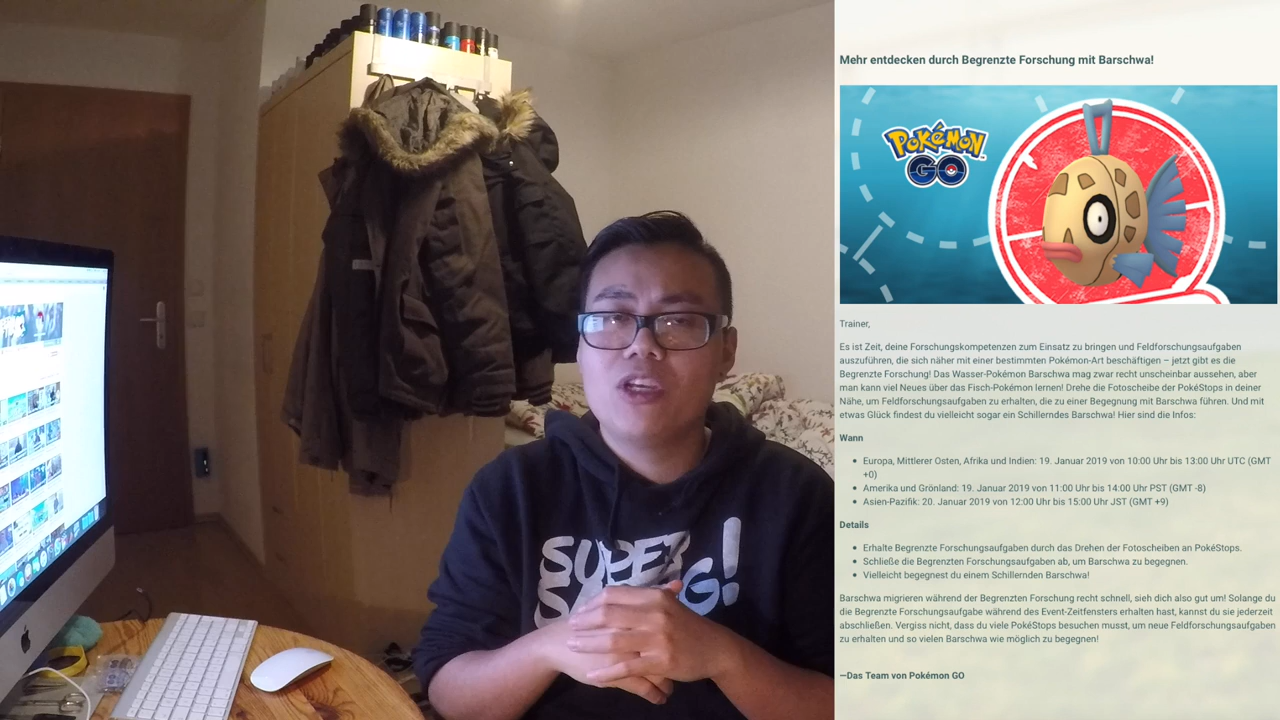 Mehr entdecken durch Begrenzte Forschung mit Barschwa!
POKÉMON
GO
Trainer,
Es ist Zeit, deine Forschungskompetenzen zum Einsatz zu bringen und Feldforschungsaufgaben
auszuführen, die sich näher mit einer bestimmten Pokémon-Art beschäftigen – jetzt gibt es die
Begrenzte Forschung! Das Wasser-Pokémon Barschwa mag zwar recht unscheinbar aussehen, aber
man kann viel Neues über das Fisch-Pokémon lernen! Drehe die Fotoscheibe der PokéStops in deiner
Nähe, um Feldforschungsaufgaben zu erhalten, die zu einer Begegnung mit Barschwa führen. Und mit
etwas Glück findest du vielleicht sogar ein Schillerndes Barschwa! Hier sind die Infos:
Wann
• Europa, Mittlerer Osten, Afrika und Indien: 19. Januar 2019 von 10:00 Uhr bis 13:00 Uhr UTC (GMT
+0)
• Amerika und Grönland: 19. Januar 2019 von 11:00 Uhr bis 14:00 Uhr PST (GMT -8)
• Asien-Pazifik: 20. Januar 2019 von 12:00 Uhr bis 15:00 Uhr JST (GMT +9)
Details
• Erhalte Begrenzte Forschungsaufgaben durch das Drehen der Fotoscheiben an PokéStops.
• Schließe die Begrenzten Forschungsaufgaben ab, um Barschwa zu begegnen.
• Vielleicht begegnest du einem Schillernden Barschwa!
Barschwa migrieren während der Begrenzten Forschung recht schnell, sieh dich also gut um! Solange du
die Begrenzte Forschungsaufgabe während des Event-Zeitfensters erhalten hast, kannst du sie jederzeit
abschließen. Vergiss nicht, dass du viele PokéStops besuchen musst, um neue Feldforschungsaufgaben
zu erhalten und so vielen Barschwa wie möglich zu begegnen!
—Das Team von Pokémon GO
SUPER